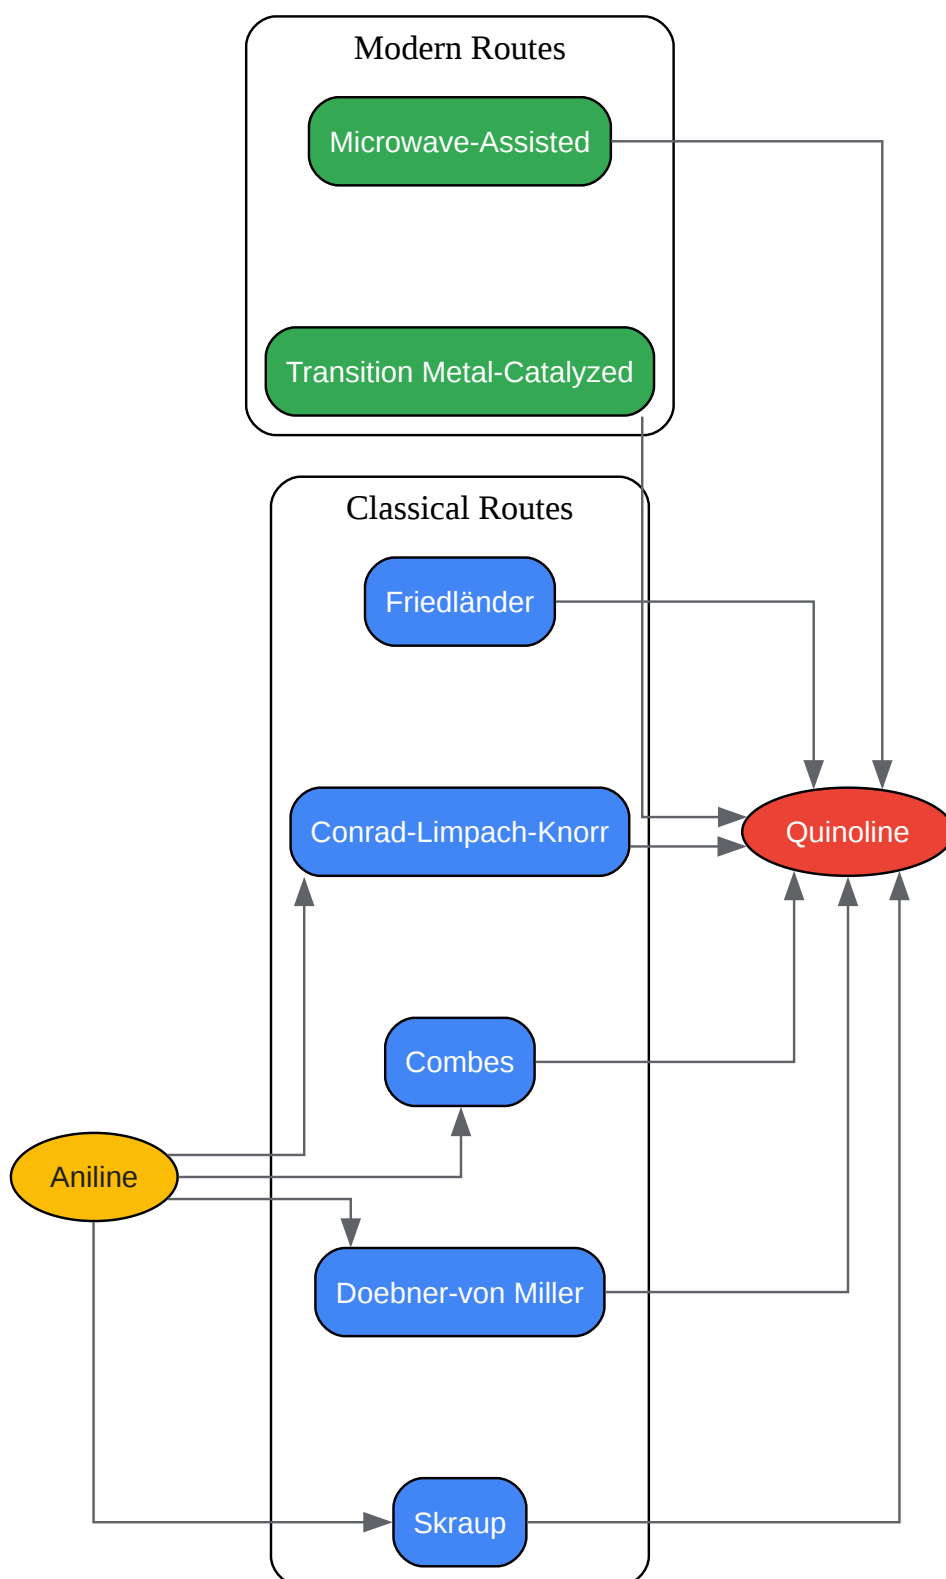 Modern Routes
Microwave-Assisted
Transition Metal-Catalyzed
Classical Routes
Friedländer
Conrad-Limpach-Knorr
Quinoline
Combes
Aniline
Doebner-von Miller
Skraup